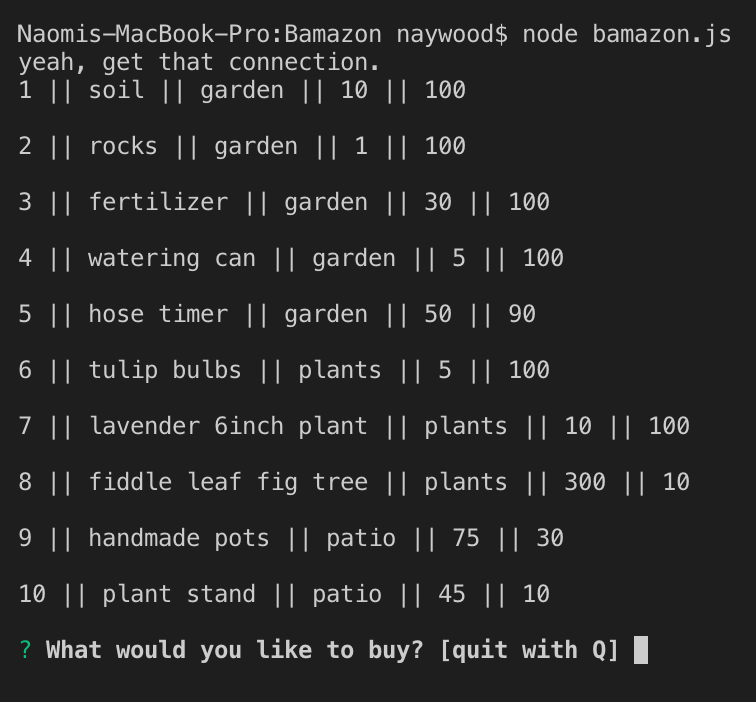 Naomis-MacBook-Pro:Bamazon naywood$ node bamazon.js
yeah, get that connection.
1 || soil || garden || 10 || 100
2 || rocks || garden || 1 || 100
3 || fertilizer || garden || 30 || 100
4 || watering can || garden || 5 || 100
5 || hose timer || garden || 50 || 90
6 || tulip bulbs || plants || 5 || 100
7 || lavender 6inch plant || plants || 10 || 100
8 || fiddle leaf fig tree || plants || 300 || 10
9 || handmade pots || patio || 75 || 30
10 || plant stand || patio || 45 || 10
? What would you like to buy? [quit with Q]